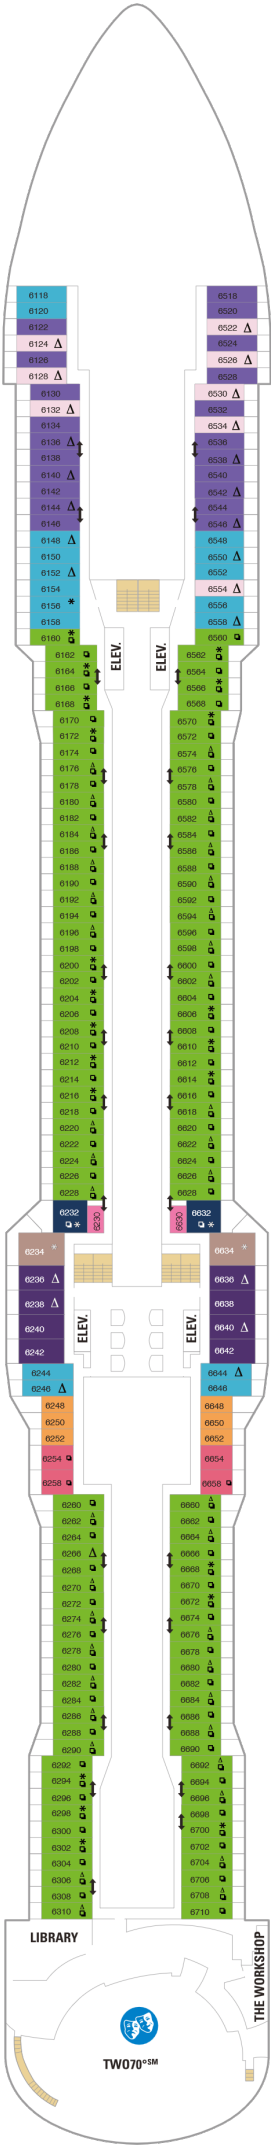 6118 6518
6120 6520
6122 6522 Δ
6124 Δ 6524
6126 6526 Δ
6128 Δ 6528
6130 6530 Δ
6132 Δ 6532
6134 6534 Δ
6136 Δ 6536
6138 6538 Δ
6140 Δ 6540
6142 6542 Δ
6144 Δ 6544
6146 6546 Δ
6148 Δ 6548
6150 6550 Δ
6152 Δ 6552
6154 6554 Δ
6156 * 6556
6158 6558 Δ
6160 * 6560
ELEV. ELEV.
6162 6562 *
6164 * 6564
6166 6566 *
6168 * 6568
6170 6570 *
6172 * 6572
6174 6574 Δ
6176 Δ 6576
6178 6578 Δ
6180 Δ 6580
6182 6582 Δ
6184 Δ 6584
6186 6586 Δ
6188 Δ 6588
6190 6590 Δ
6192 Δ 6592
6194 6594 Δ
6196 Δ 6596
6198 6598 Δ
6200 * 6600
6202 6602 Δ
6204 * 6604
6206 6606 *
6208 * 6608
6210 6610 *
6212 * 6612
6214 6614 *
6216 * 6616
6218 6618 Δ
6220 Δ 6620
6222 6622 Δ
6224 Δ 6624
6226 6626 Δ
6228 Δ 6628
6232 * 6230 6630 6632 *
6234 * 6634 *
6236 Δ 6636 Δ
6238 Δ 6638
6240 6640 Δ
6242 6642
ELEV. ELEV.
6244 6644 Δ
6246 Δ 6646
6248 6648
6250 6650
6252 6652
6254 6654
6258 6658
6260 6660 Δ
6262 Δ 6662
6264 6664 Δ
6266 Δ 6666
6268 6668 *
6270 Δ 6670
6272 6672 *
6274 Δ 6674
6276 6676 Δ
6278 Δ 6678
6280 6680 Δ
6282 Δ 6682
6284 6684 Δ
6286 Δ 6686
6288 6688 Δ
6290 Δ 6690
6292 6692 Δ
6294 * 6694
6296 6696 Δ
6298 * 6698
6300 6700 *
6302 * 6702
6304 6704 Δ
6306 Δ 6706
6308 6708 Δ
6310 Δ 6710
LIBRARY
THE WORKSHOP
TWO70°℠